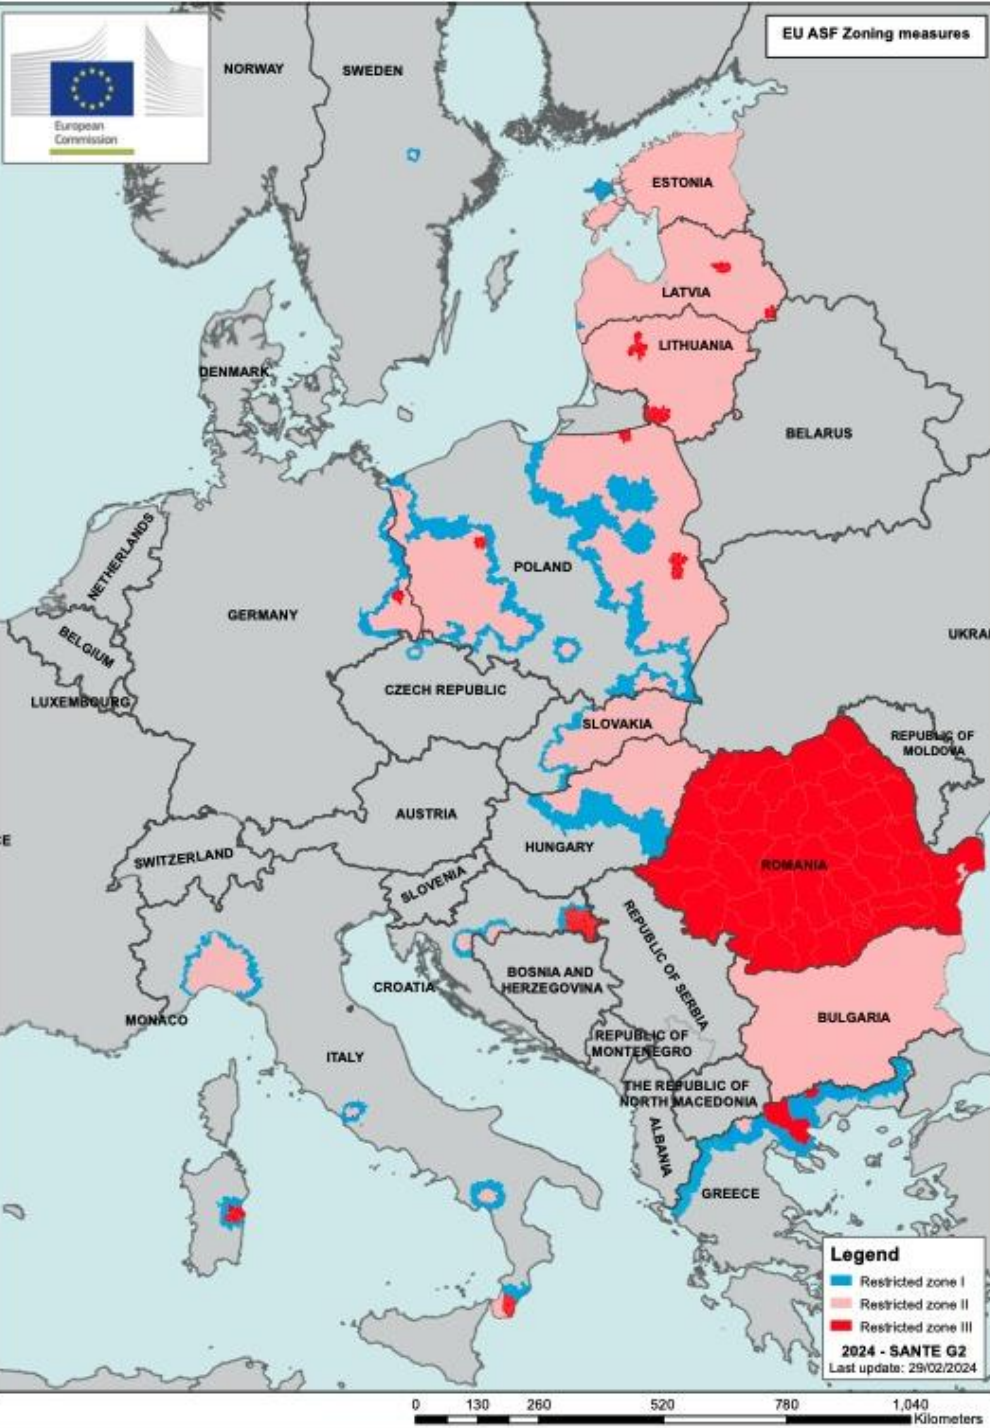 EU ASF Zoning measures
European
Commission
NORWAY
SWEDEN
ESTONIA
LATVIA
LITHUANIA
DENMARK
BELARUS
NETHERLANDS
POLAND
GERMANY
BELGIUM
UKRAI
LUXEMBOURG
CZECH REPUBLIC
SLOVAKIA
REPUBLIC OF
MOLDOVA
AUSTRIA
CE
HUNGARY
SWITZERLAND
ROMANIA
SLOVENIA
REPUBLIC OF SERBIA
BOSNIA AND
HERZEGOVINA
CROATIA
MONACO
BULGARIA
REPUBLIC OF
MONTENEGRO
ITALY
THE REPUBLIC OF
NORTH MACEDONIA
ALBANIA
GREECE
Legend
Restricted zone I
Restricted zone II
Restricted zone III
2024 - SANTE G2
Last update: 29/02/2024
0 130 260 520 780 1,040
Kilometers